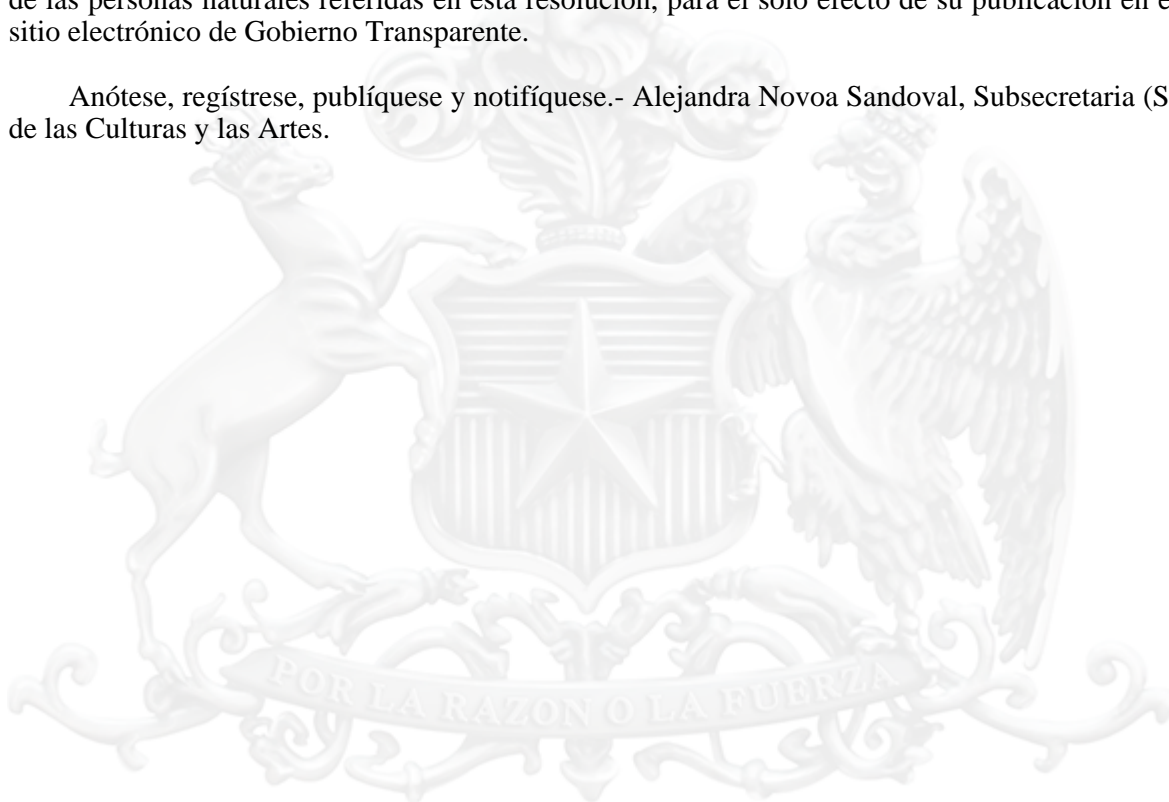 de las personas naturales referidas en esta resolución, para el solo efecto de su publicación en e
sitio electrónico de Gobierno Transparente.
Anótese, regístrese, publíquese y notifíquese.- Alejandra Novoa Sandoval, Subsecretaria (S
de las Culturas y las Artes.
POR LA RAZON O LA FUERZA